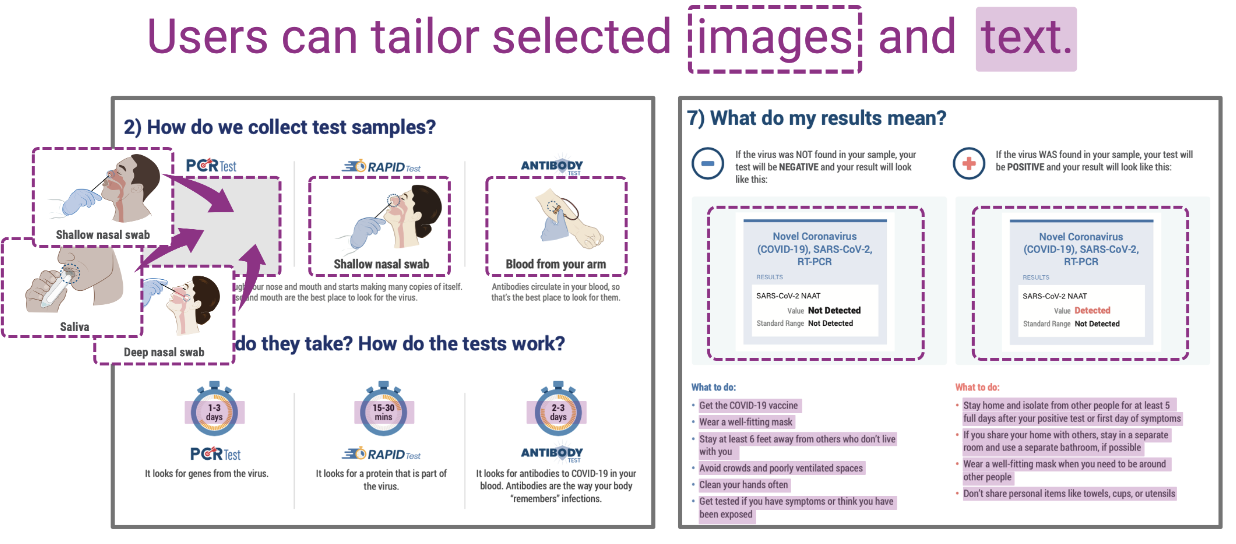 Users can tailor selected images and text.
2) How do we collect test samples?
PCR Test
RAPID Test
ANTIBODY
TEST
Shallow nasal swab
Saliva
Deep nasal swab
Shallow nasal swab
Blood from your arm
your nose and mouth and starts making many copies of itself.
and mouth are the best place to look for the virus.
Antibodies circulate in your blood, so
that's the best place to look for them.
do they take? How do the tests work?
1-3
days
15-30
mins
2-3
days
PCR Test
RAPID Test
ANTIBODY
TEST
It looks for genes from the virus.
It looks for a protein that is part of
the virus.
It looks for antibodies to COVID-19 in your
blood. Antibodies are the way your body
"remembers" infections.
7) What do my results mean?
If the virus was NOT found in your sample, your
test will be NEGATIVE and your result will look
like this:
Novel Coronavirus
(COVID-19), SARS-CoV-2,
RT-PCR
RESULTS
SARS-CoV-2 NAAT
Value Not Detected
Standard Range Not Detected
What to do:
• Get the COVID-19 vaccine
• Wear a well-fitting mask
• Stay at least 6 feet away from others who don't live
with you
• Avoid crowds and poorly ventilated spaces
• Clean your hands often
• Get tested if you have symptoms or think you have
been exposed
If the virus WAS found in your sample, your test will
be POSITIVE and your result will look like this:
Novel Coronavirus
(COVID-19), SARS-CoV-2,
RT-PCR
RESULTS
SARS-CoV-2 NAAT
Value Detected
Standard Range Not Detected
What to do:
• Stay home and isolate from other people for at least 5
full days after your positive test or first day of symptoms
• If you share your home with others, stay in a separate
room and use a separate bathroom, if possible
• Wear a well-fitting mask when you need to be around
other people
• Don't share personal items like towels, cups, or utensils